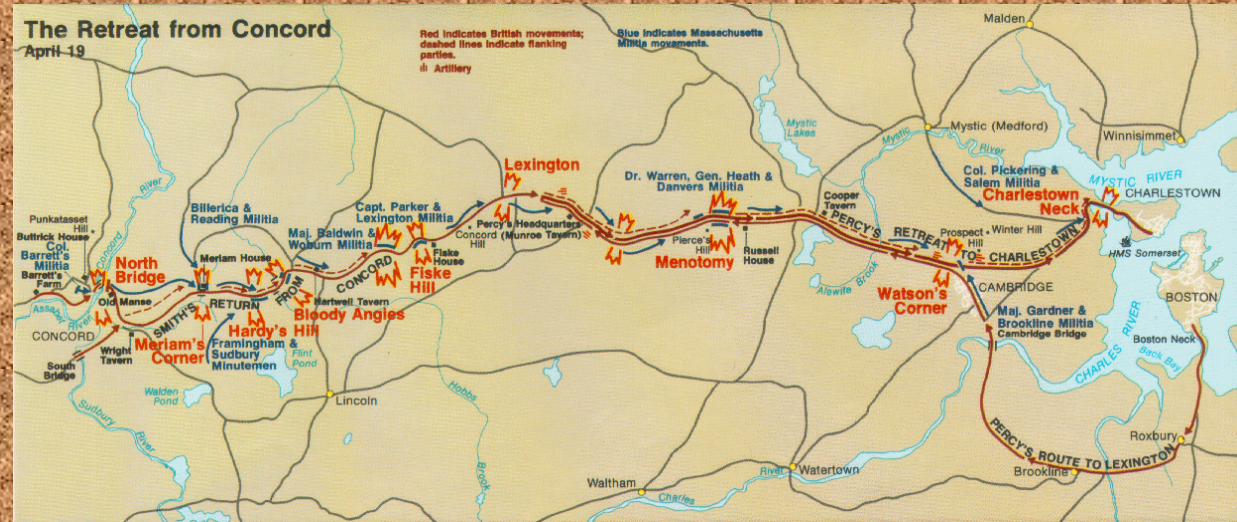 The Retreat from Concord
April 19
Red indicates British movements;
dashed lines indicate flanking
parties.
Artillery
Blue indicates Massachusetts
Militia movements.
Malden
Mystic (Medford)
Winnisimmet
Mystic
Lakes
Mystic
River
MYSTIC RIVER
Col. Pickering &
Salem Militia
Charlestown
Neck
CHARLESTOWN
Lexington
Dr. Warren, Gen. Heath &
Danvers Militia
Cooper
Tavern
PERCY'S RETREAT TO CHARLESTOWN
Prospect
Hill
Winter Hill
HMS Somerset
Punkatasset
Hill
Buttrick House
Col.
Barrett's
Militia
Barrett's
Farm
River
Concord
North
Bridge
Old Manse
Assabet
River
CONCORD
Billerica &
Reading Militia
Meriam House
Maj. Baldwin &
Woburn Militia
Capt. Parker &
Lexington Militia
Percy's Headquarters
(Munroe Tavern)
Concord
Hill
Fiske
House
Fiske
Hill
SMITH'S RETURN FROM CONCORD
Hartwell Tavern
Bloody Angles
Hardy's Hill
Meriam's
Corner
Framingham &
Sudbury
Minutemen
Wright
Tavern
South
Bridge
Flint
Pond
Walden
Pond
Sudbury
River
Lincoln
Hobbs
Brook
Pierce's
Hill
Menotomy
Russell
House
Alewife Brook
Watson's
Corner
CAMBRIDGE
Maj. Gardner &
Brookline Militia
Cambridge Bridge
BOSTON
Boston Neck
Back Bay
CHARLES RIVER
Roxbury
PERCY'S ROUTE TO LEXINGTON
Brookline
Watertown
Waltham
Charles
River